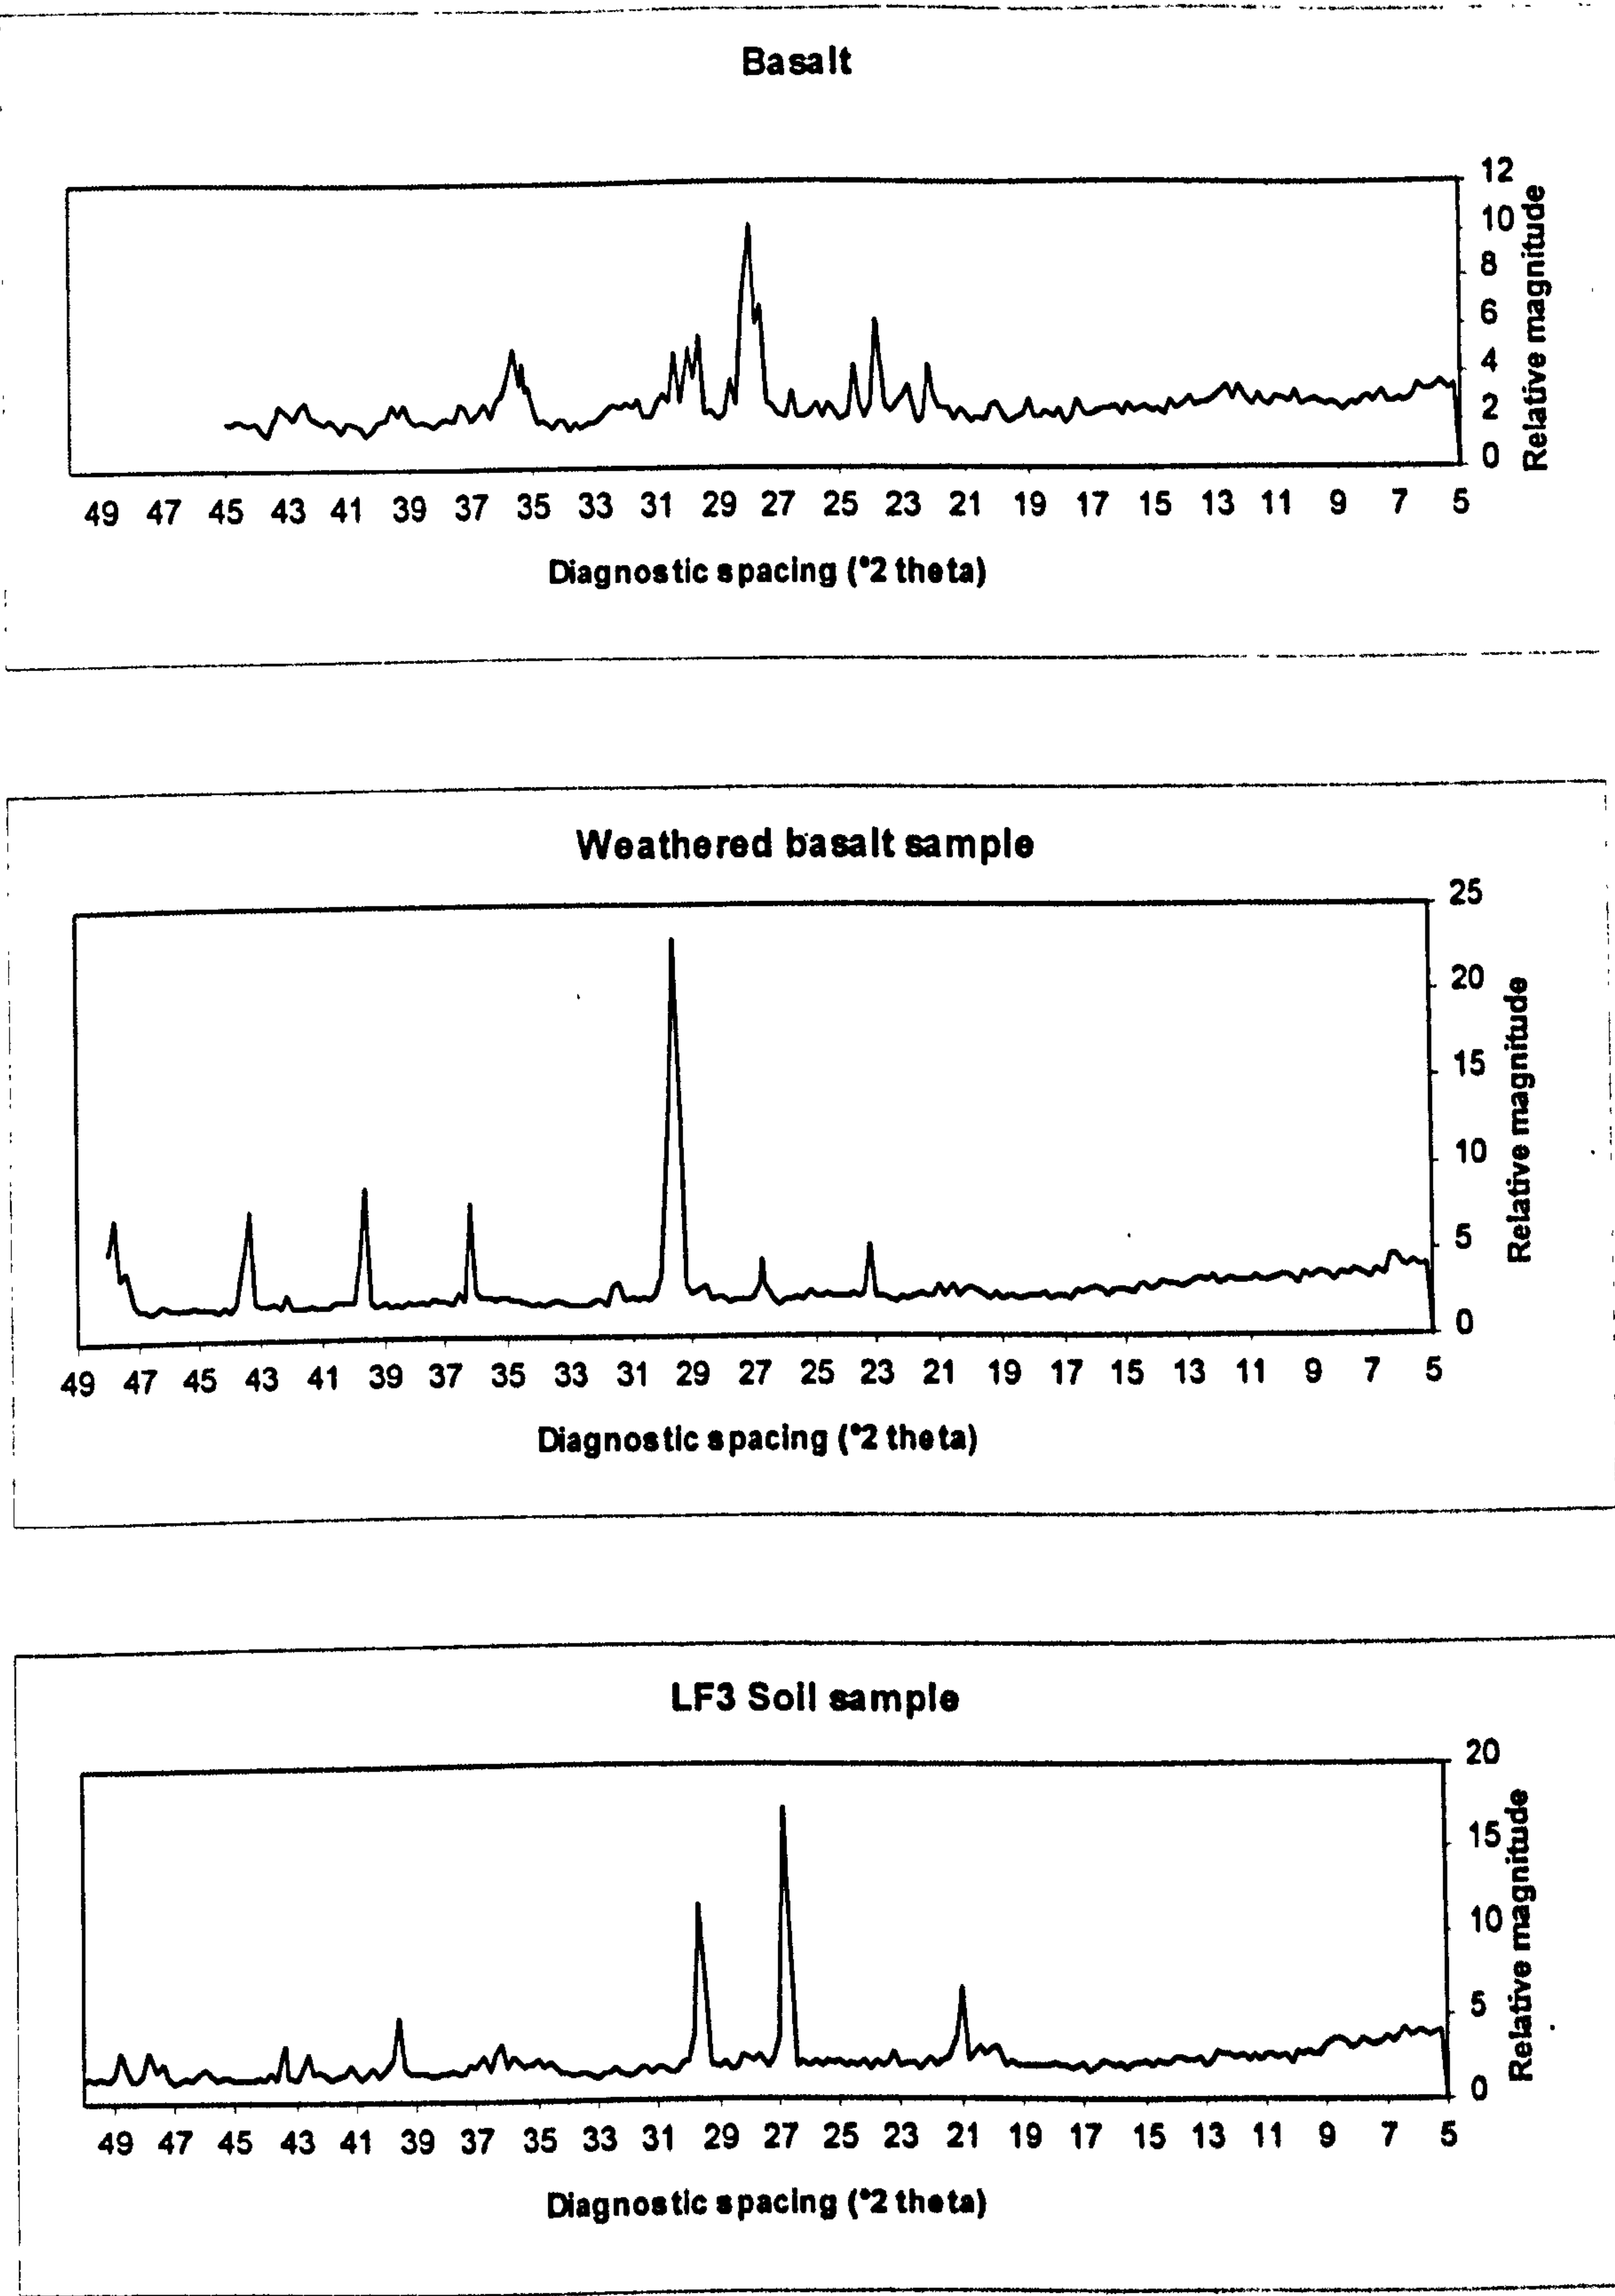 Basalt
12
10
8
6
4
2
0
Relative magnitude
49 47 45 43 41 39 37 35 33 31 29 27 25 23 21 19 17 15 13 11 9 7 5
Diagnostic spacing (°2 theta)
Weathered basalt sample
25
20
15
10
5
0
Relative magnitude
49 47 45 43 41 39 37 35 33 31 29 27 25 23 21 19 17 15 13 11 9 7 5
Diagnostic spacing (°2 theta)
LF3 Soil sample
20
15
10
5
0
Relative magnitude
49 47 45 43 41 39 37 35 33 31 29 27 25 23 21 19 17 15 13 11 9 7 5
Diagnostic spacing (°2 theta)